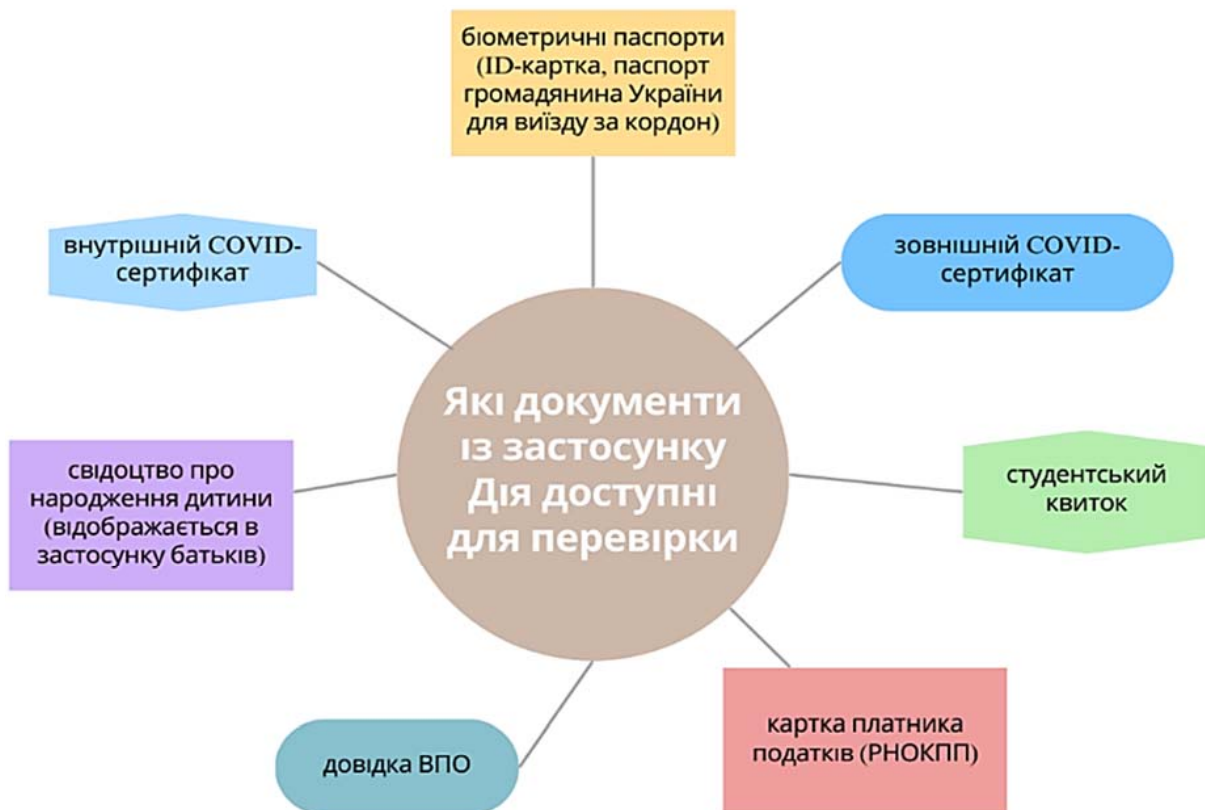 біометричні паспорти
(ID-картка, паспорт
громадянина України
для виїзду за кордон)
внутрішній COVID-
сертифікат
зовнішній COVID-
сертифікат
Які документи
із застосунку
Дія доступні
для перевірки
свідоцтво про
народження дитини
(відображається в
застосунку батьків)
студентський
квиток
картка платника
податків (РНОКПП)
довідка ВПО